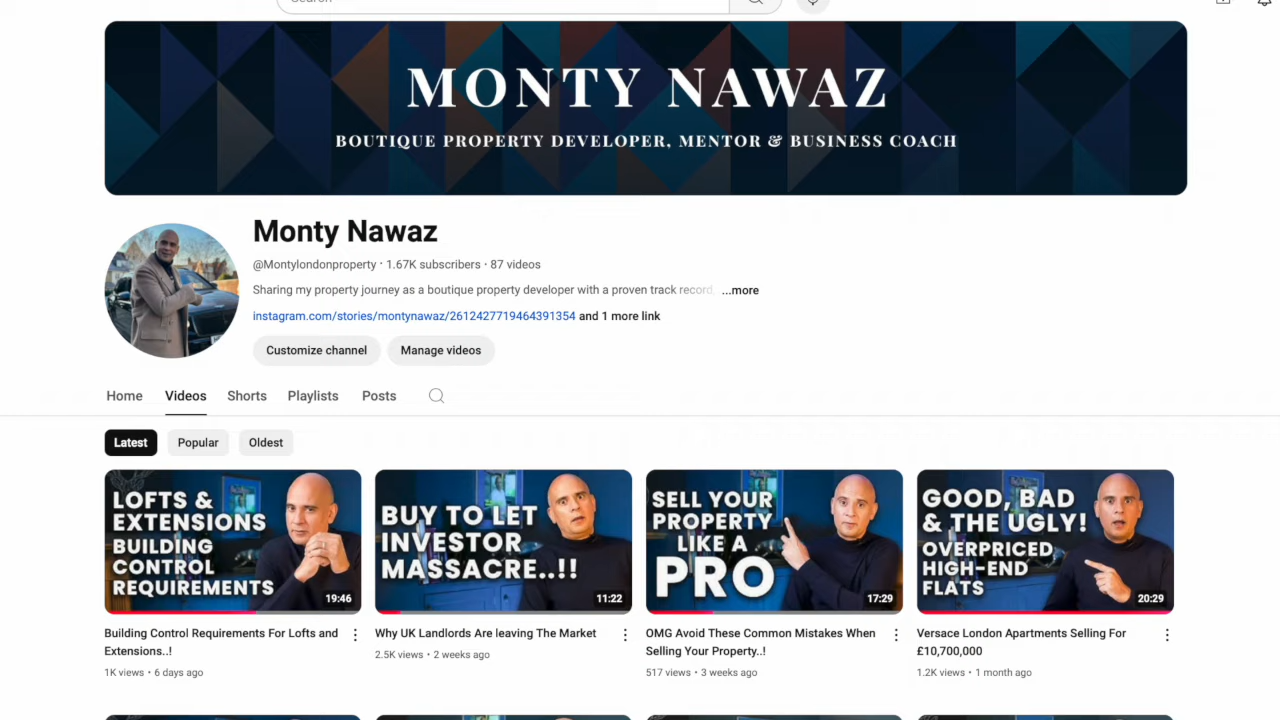 MONTY NAWAZ
BOUTIQUE PROPERTY DEVELOPER, MENTOR & BUSINESS COACH
Monty Nawaz
@Montylondonproperty · 1.67K subscribers · 87 videos
Sharing my property journey as a boutique property developer with a proven track record, ...more
instagram.com/stories/montynawaz/2612427719464391354 and 1 more link
Customize channel
Manage videos
Home
Videos
Shorts
Playlists
Posts
Latest
Popular
Oldest
LOFTS &
EXTENSIONS
BUILDING
CONTROL
REQUIREMENTS
19:46
BUY TO LET
INVESTOR
MASSACRE..!!
11:22
SELL YOUR
PROPERTY
LIKE A
PRO
17:29
GOOD, BAD
& THE UGLY!
OVERPRICED
HIGH-END
FLATS
20:29
Building Control Requirements For Lofts and
Extensions..!
1K views • 6 days ago
Why UK Landlords Are leaving The Market
2.5K views • 2 weeks ago
OMG Avoid These Common Mistakes When
Selling Your Property..!
517 views • 3 weeks ago
Versace London Apartments Selling For
£10,700,000
1.2K views • 1 month ago